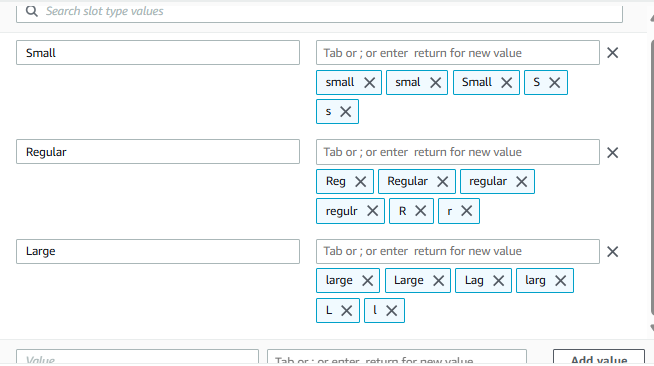 Search slot type values
Small
Tab or ; or enter return for new value
small smal Small S
s
Regular
Tab or ; or enter return for new value
Reg Regular regular
regulr R r
Large
Tab or ; or enter return for new value
large Large Lag larg
L l
Value Tab or ; or enter return for new value Add value